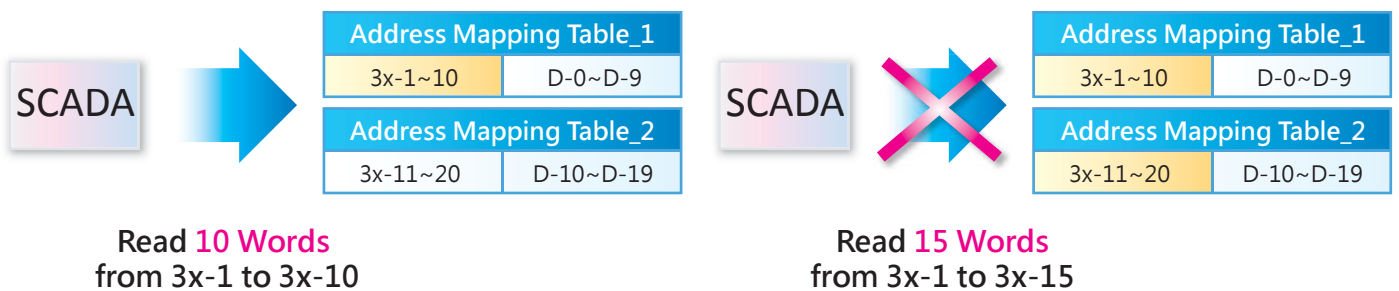 SCADA
Address Mapping Table_1
3x-1~10 D-0~D-9
Address Mapping Table_2
3x-11~20 D-10~D-19
Read 10 Words
from 3x-1 to 3x-10
SCADA
Address Mapping Table_1
3x-1~10 D-0~D-9
Address Mapping Table_2
3x-11~20 D-10~D-19
Read 15 Words
from 3x-1 to 3x-15